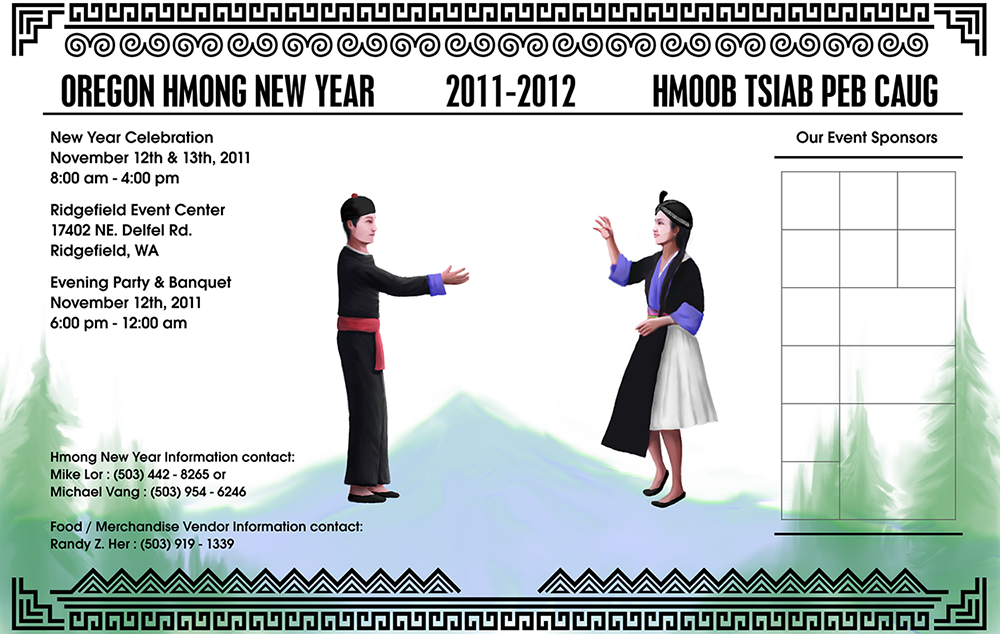 OREGON HMONG NEW YEAR 2011-2012 HMOOB TSIAB PEB CAUG
New Year Celebration
November 12th & 13th, 2011
8:00 am - 4:00 pm
Ridgefield Event Center
17402 NE. Delfel Rd.
Ridgefield, WA
Evening Party & Banquet
November 12th, 2011
6:00 pm - 12:00 am
Hmong New Year Information contact:
Mike Lor : (503) 442 - 8265 or
Michael Vang : (503) 954 - 6246
Food / Merchandise Vendor Information contact:
Randy Z. Her : (503) 919 - 1339
Our Event Sponsors